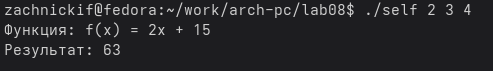 zachnickif@fedora:~/work/arch-pc/lab08$ ./self 2 3 4
Функция: f(x) = 2x + 15
Результат: 63